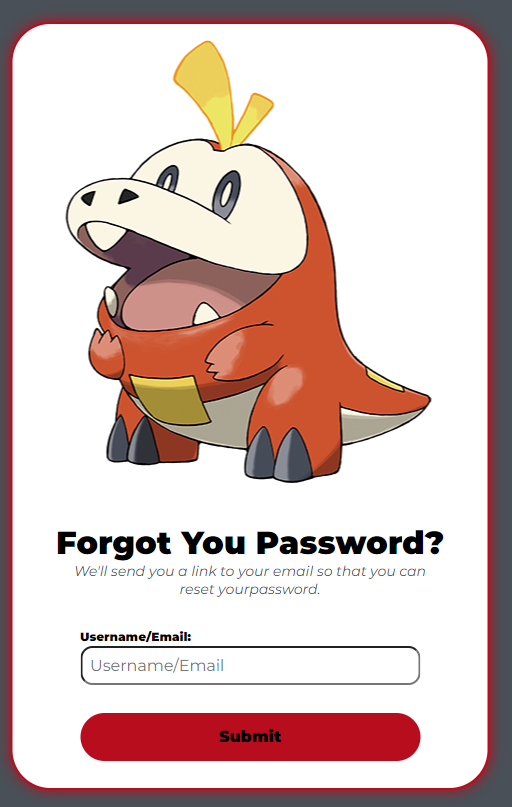 Forgot You Password?
We'll send you a link to your email so that you can
reset yourpassword.
Username/Email:
Username/Email
Submit